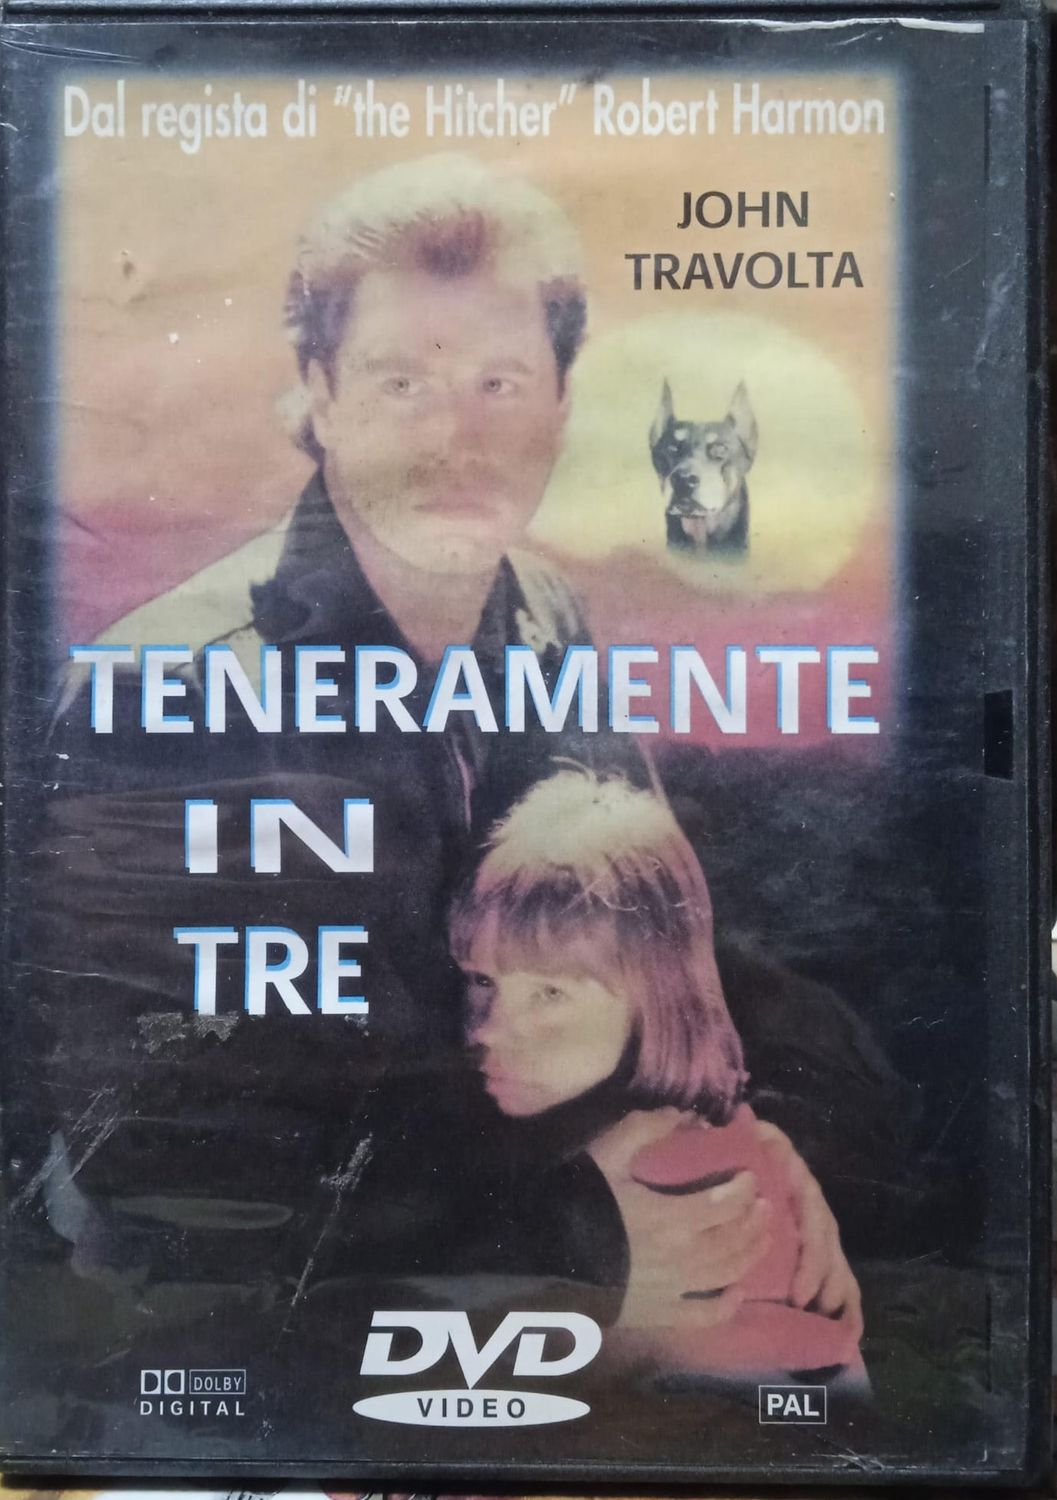 Dal regista di "the Hitcher" Robert Harmon
JOHN
TRAVOLTA
TENERAMENTE
IN
TRE
DVD
VIDEO
DOLBY
DIGITAL
PAL